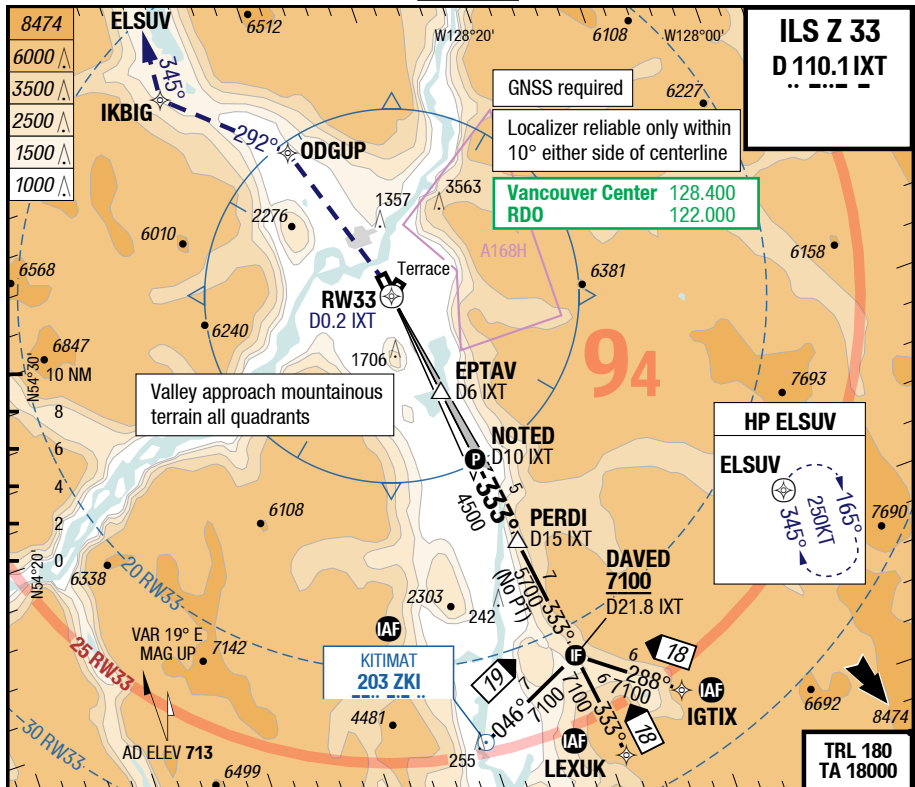 8474
6000
3500
2500
1500
1000
ELSUV
345°
IKBIG
292°
ODGUP
6512
W128°20'
6108
W128°00'
6227
ILS Z 33
D 110.1 IXT
GNSS required
Localizer reliable only within
10° either side of centerline
Vancouver Center 128.400
RDO 122.000
1357
3563
2276
6010
A168H
6158
6568
Terrace
6381
RW33
D0.2 IXT
6240
6847
1706
N54°30'
10 NM
8
6
4
2
0
N54°20'
94
EPTAV
D6 IXT
7693
Valley approach mountainous
terrain all quadrants
NOTED
D10 IXT
P
HP ELSUV
ELSUV
345°
250KT
165°
333°
5
4500
PERDI
D15 IXT
7690
6108
6338
20 RW33
2303
242
7
5700
(No PT)
333°
DAVED
7100
D21.8 IXT
IAF
KITIMAT
203 ZKI
VAR 19° E
MAG UP
7142
25 RW33
IF
6
18
288°
7100
IAF
IGTIX
19
7
046°
7100
6
7100
333°
18
6692
8474
4481
30 RW33
AD ELEV 713
255
IAF
LEXUK
6499
TRL 180
TA 18000